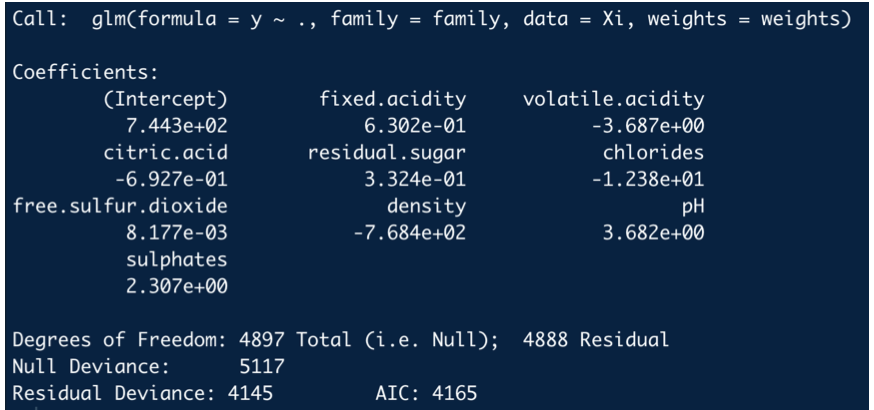 Call:  glm(formula = y ~ ., family = family, data = Xi, weights = weights)
Coefficients:
(Intercept) fixed.acidity volatile.acidity
7.443e+02 6.302e-01 -3.687e+00
citric.acid residual.sugar chlorides
-6.927e-01 3.324e-01 -1.238e+01
free.sulfur.dioxide density pH
8.177e-03 -7.684e+02 3.682e+00
sulphates
2.307e+00
Degrees of Freedom: 4897 Total (i.e. Null);  4888 Residual
Null Deviance: 5117
Residual Deviance: 4145 AIC: 4165